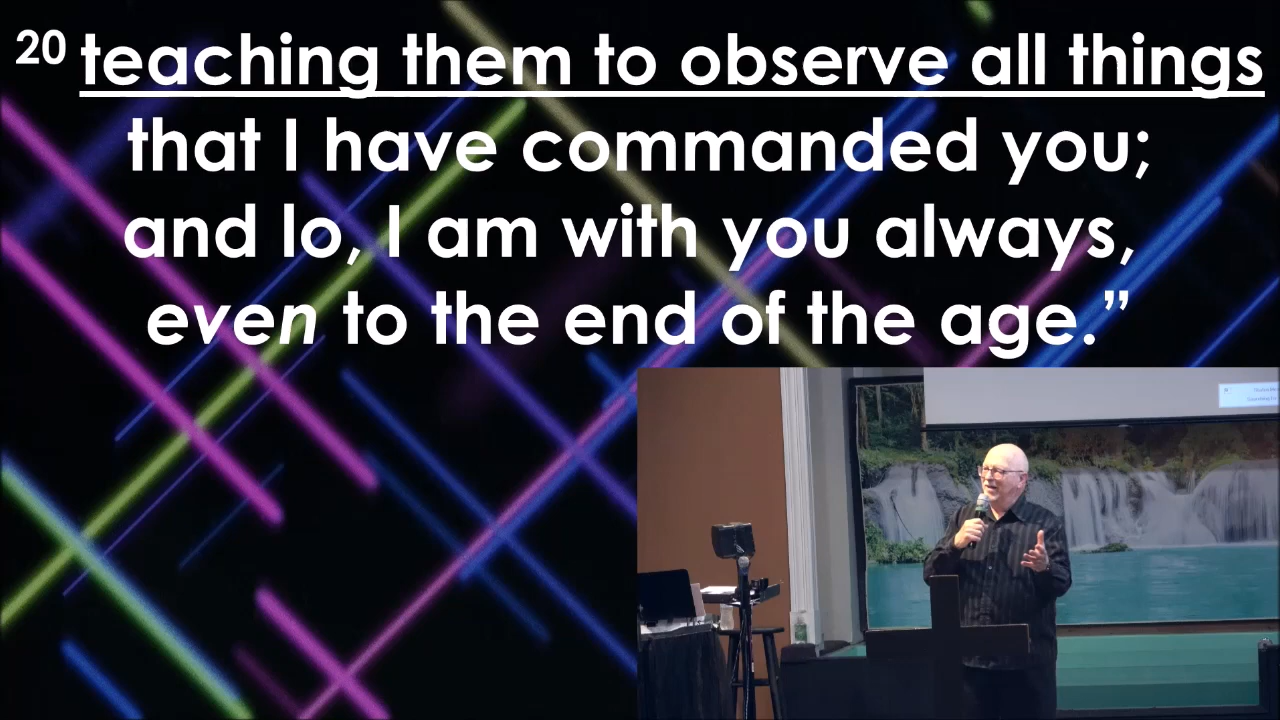 20 teaching them to observe all things
that I have commanded you;
and lo, I am with you always,
even to the end of the age.”